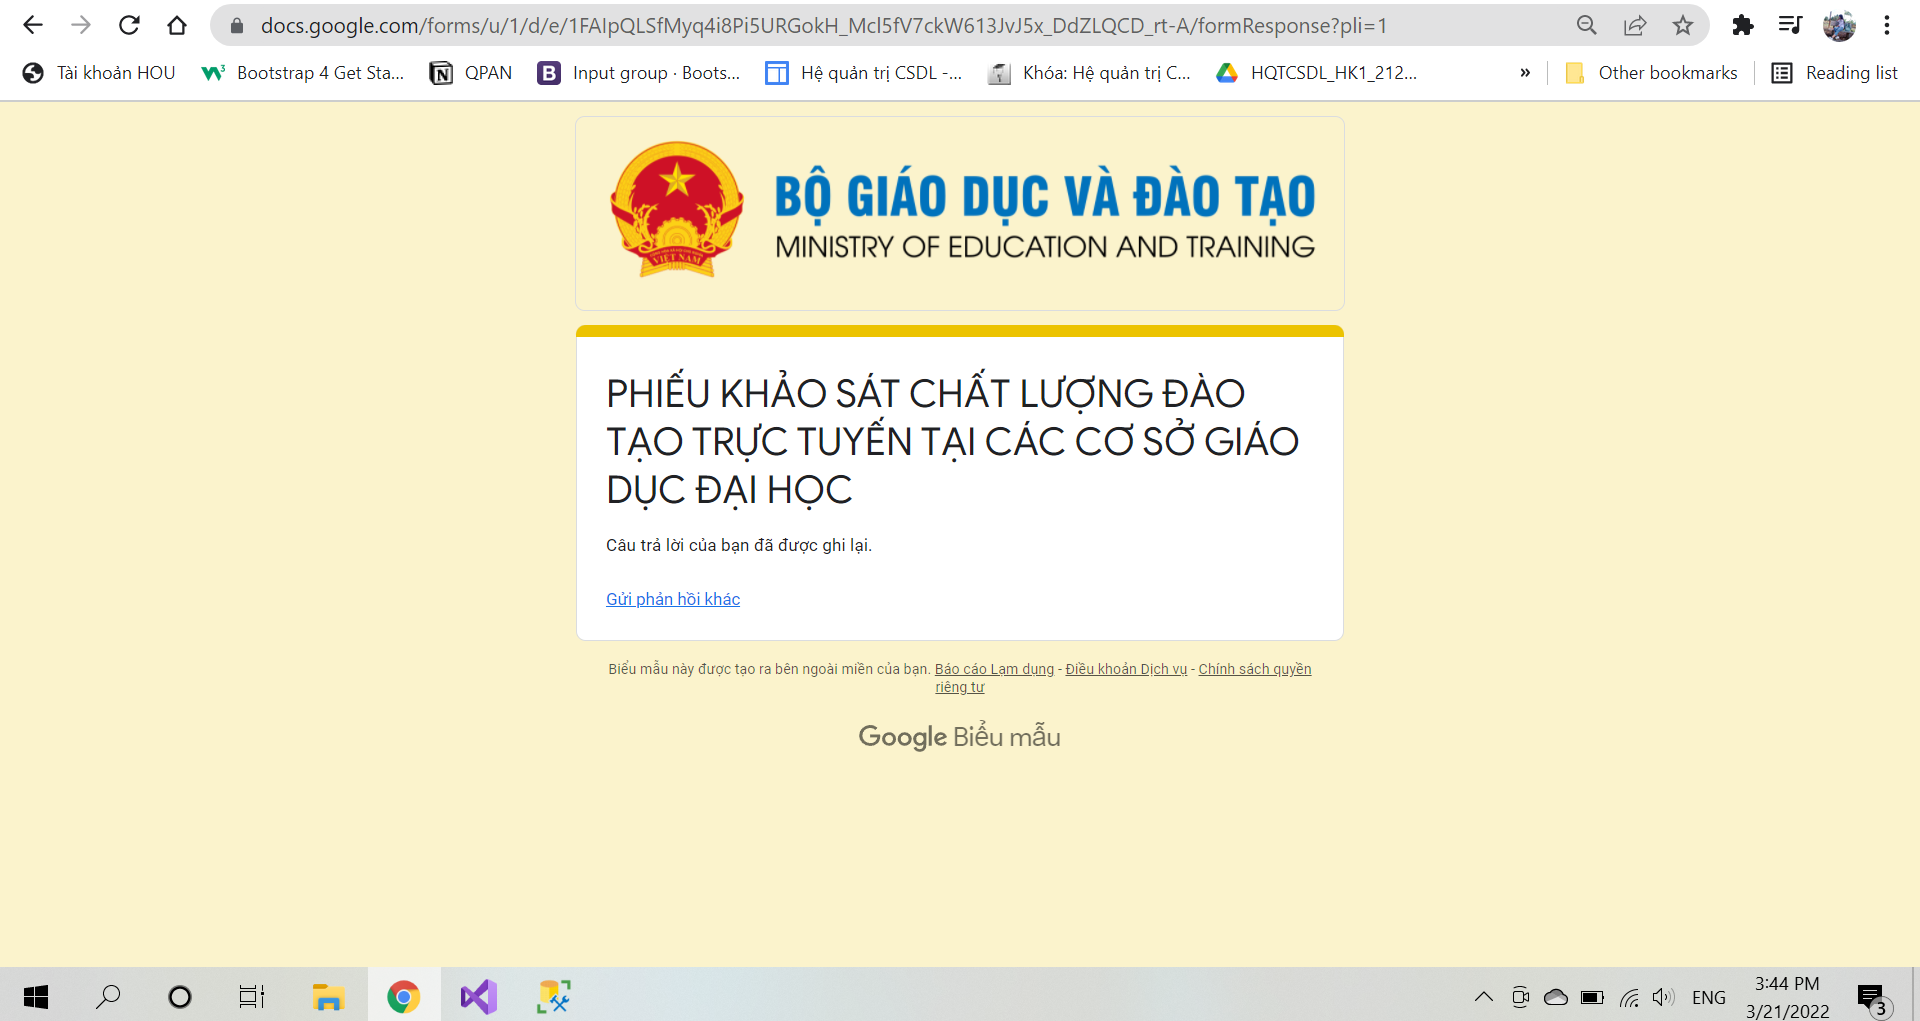 docs.google.com/forms/u/1/d/e/1FAIpQLSfMyq4i8Pi5URGokH_Mcl5fV7ckW613JvJ5x_DdZLQCD_rt-A/formResponse?pli=1
Tài khoản HOU
W3 Bootstrap 4 Get Sta...
N QPAN
B Input group · Boots...
Hệ quản trị CSDL -...
Khóa: Hệ quản trị C...
HQTCSDL_HK1_212...
»
Other bookmarks
Reading list
BỘ GIÁO DỤC VÀ ĐÀO TẠO
MINISTRY OF EDUCATION AND TRAINING
VIỆT NAM
PHIẾU KHẢO SÁT CHẤT LƯỢNG ĐÀO
TẠO TRỰC TUYẾN TẠI CÁC CƠ SỞ GIÁO
DỤC ĐẠI HỌC
Câu trả lời của bạn đã được ghi lại.
Gửi phản hồi khác
Biểu mẫu này được tạo ra bên ngoài miền của bạn. Báo cáo Lạm dụng - Điều khoản Dịch vụ - Chính sách quyền
riêng tư
Google Biểu mẫu
ENG
3:44 PM
3/21/2022
3